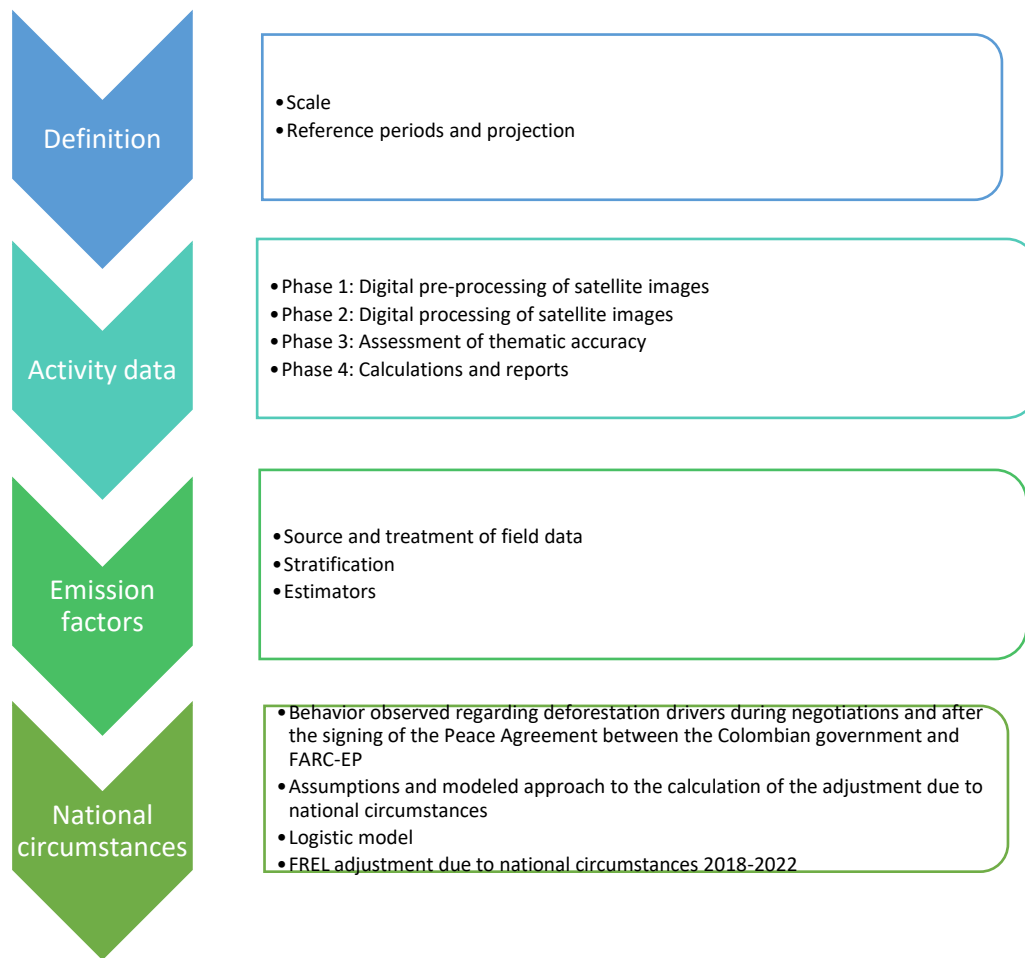 Definition
•Scale
•Reference periods and projection
Activity data
•Phase 1: Digital pre-processing of satellite images
•Phase 2: Digital processing of satellite images
•Phase 3: Assessment of thematic accuracy
•Phase 4: Calculations and reports
Emission
factors
•Source and treatment of field data
•Stratification
•Estimators
National
circumstances
•Behavior observed regarding deforestation drivers during negotiations and after
the signing of the Peace Agreement between the Colombian government and
FARC-EP
•Assumptions and modeled approach to the calculation of the adjustment due to
national circumstances
•Logistic model
•FREL adjustment due to national circumstances 2018-2022